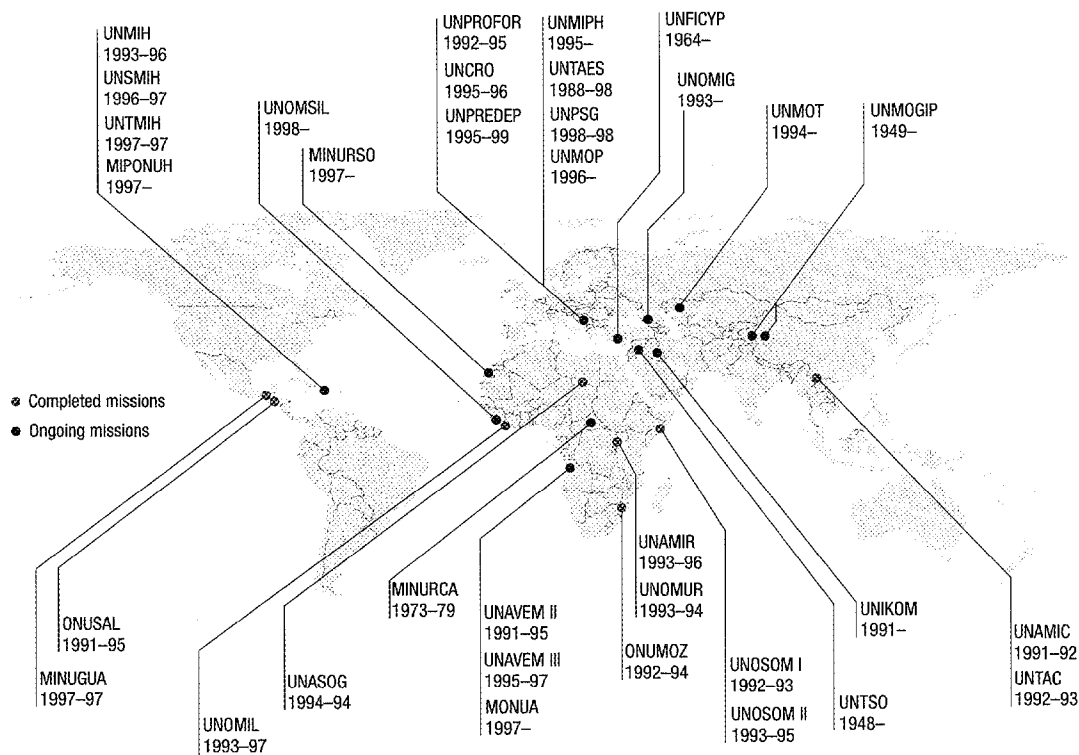 UNMIH
1993–96
UNSMIH
1996–97
UNTMIH
1997–97
MIPONUH
1997–
UNOMSIL
1998–
MINURSO
1997–
UNPROFOR
1992–95
UNCRO
1995–96
UNPREDEP
1995–99
UNMIPH
1995–
UNTAES
1988–98
UNPSG
1998–98
UNMOP
1996–
UNFICYP
1964–
UNOMIG
1993–
UNMOT
1994–
UNMOGIP
1949–
Completed missions
Ongoing missions
ONUSAL
1991–95
MINUGUA
1997–97
UNOMIL
1993–97
UNASOG
1994–94
MINURCA
1973–79
UNAVEM II
1991–95
UNAVEM III
1995–97
MONUA
1997–
UNAMIR
1993–96
UNOMUR
1993–94
ONUMOZ
1992–94
UNOSOM I
1992–93
UNOSOM II
1993–95
UNIKOM
1991–
UNTSO
1948–
UNAMIC
1991–92
UNTAC
1992–93